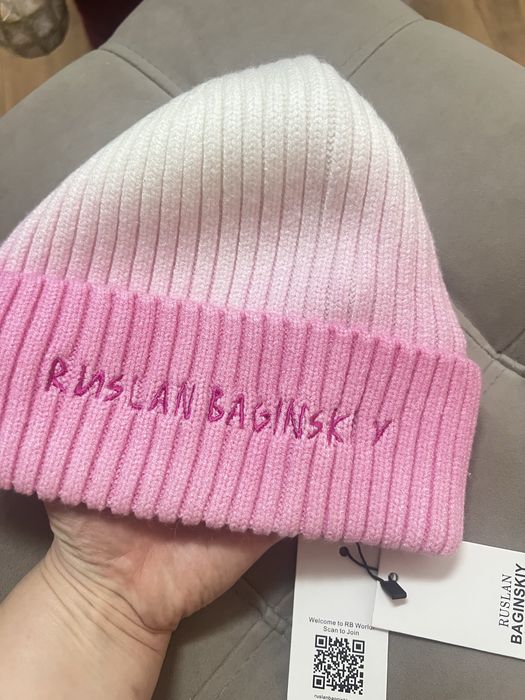 RUSLAN BAGINSKIY
Welcome to RB World
Scan to Join
RUSLAN
BAGINSKIY